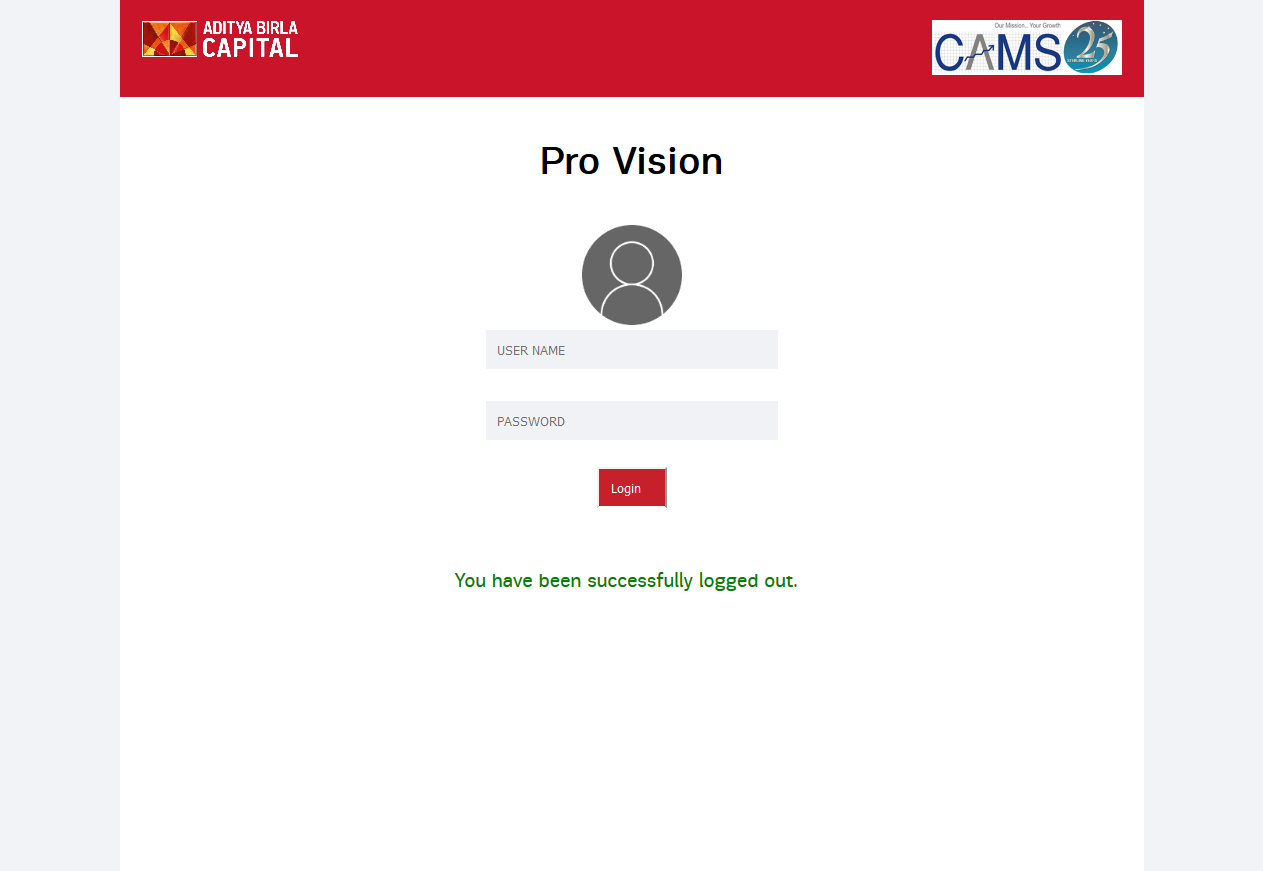 ADITYA BIRLA
CAPITAL
Our Mission... Your Growth
CAMS
25
Pro Vision
USER NAME
PASSWORD
Login
You have been successfully logged out.